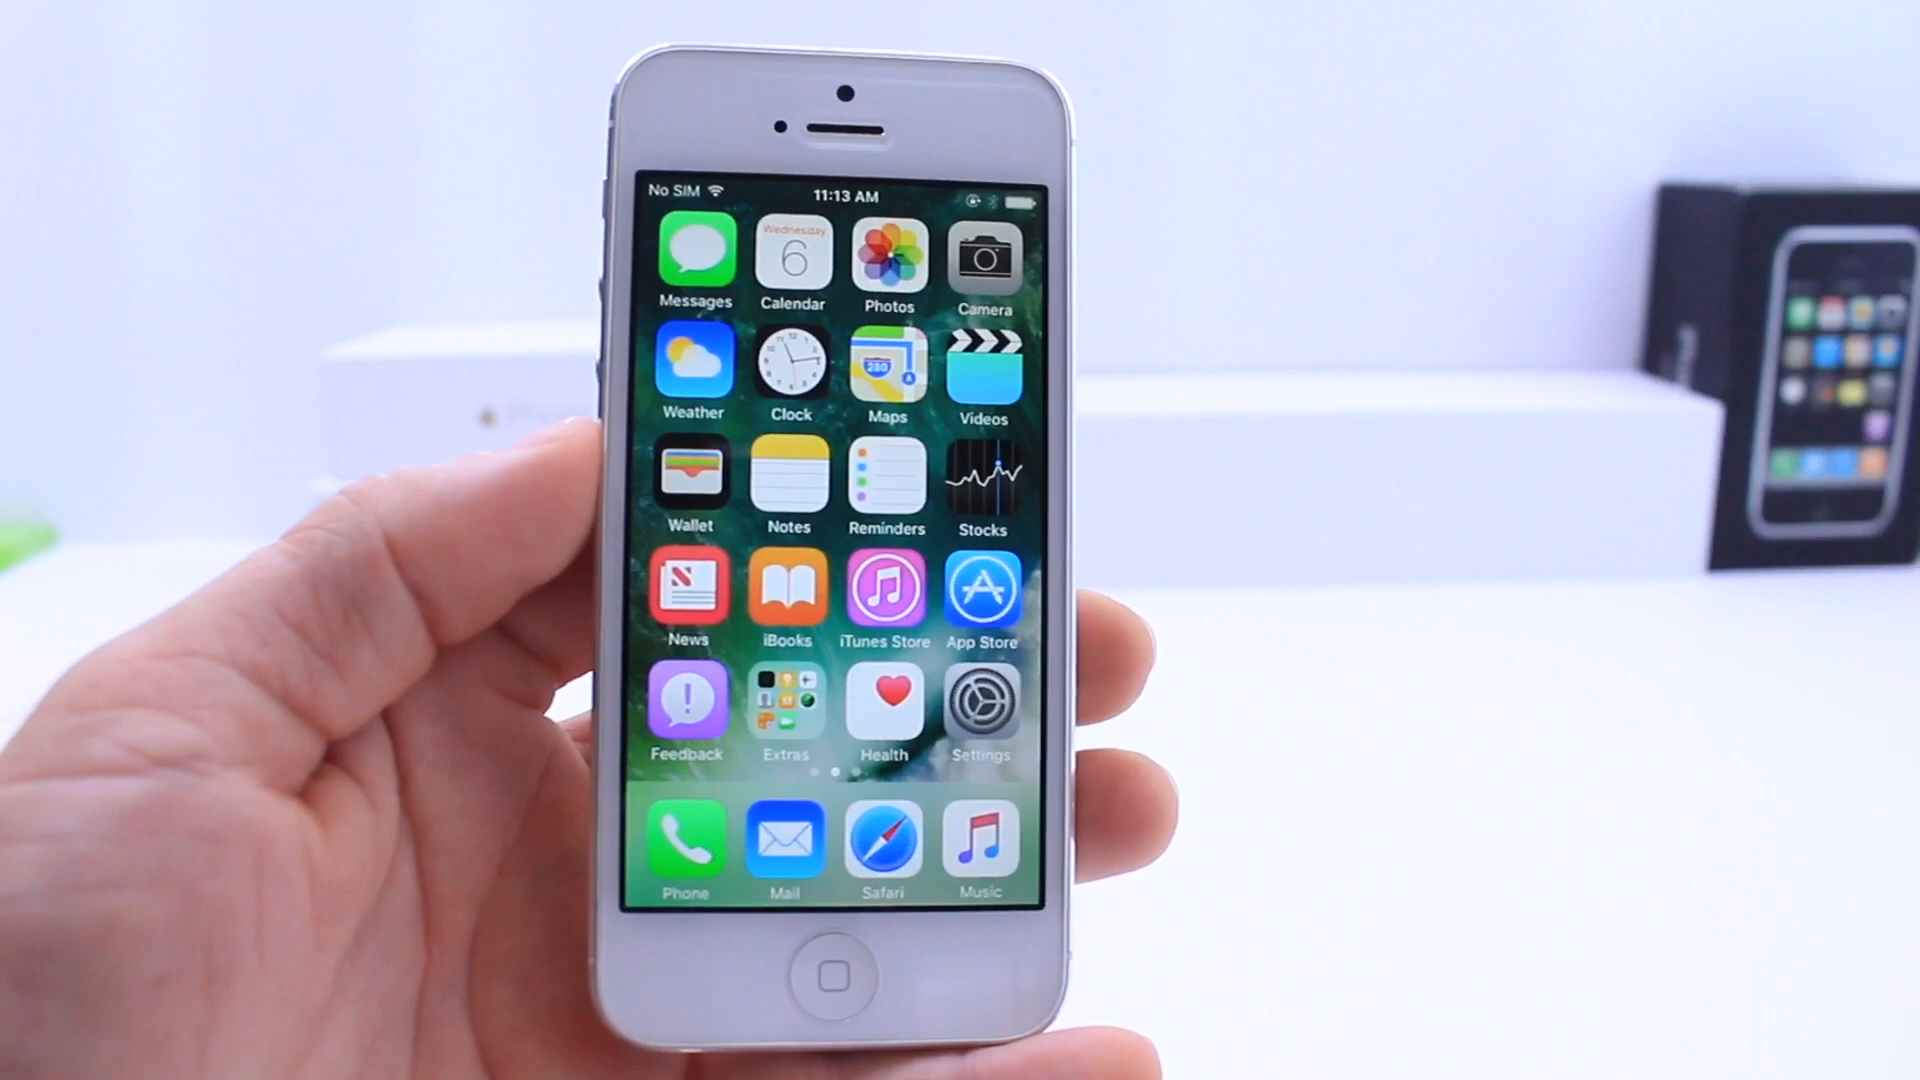 No SIM 11:13 AM
Wednesday
6
Messages Calendar Photos Camera
280
Weather Clock Maps Videos
Wallet Notes Reminders Stocks
News iBooks iTunes Store App Store
Feedback Extras Health Settings
Phone Mail Safari Music